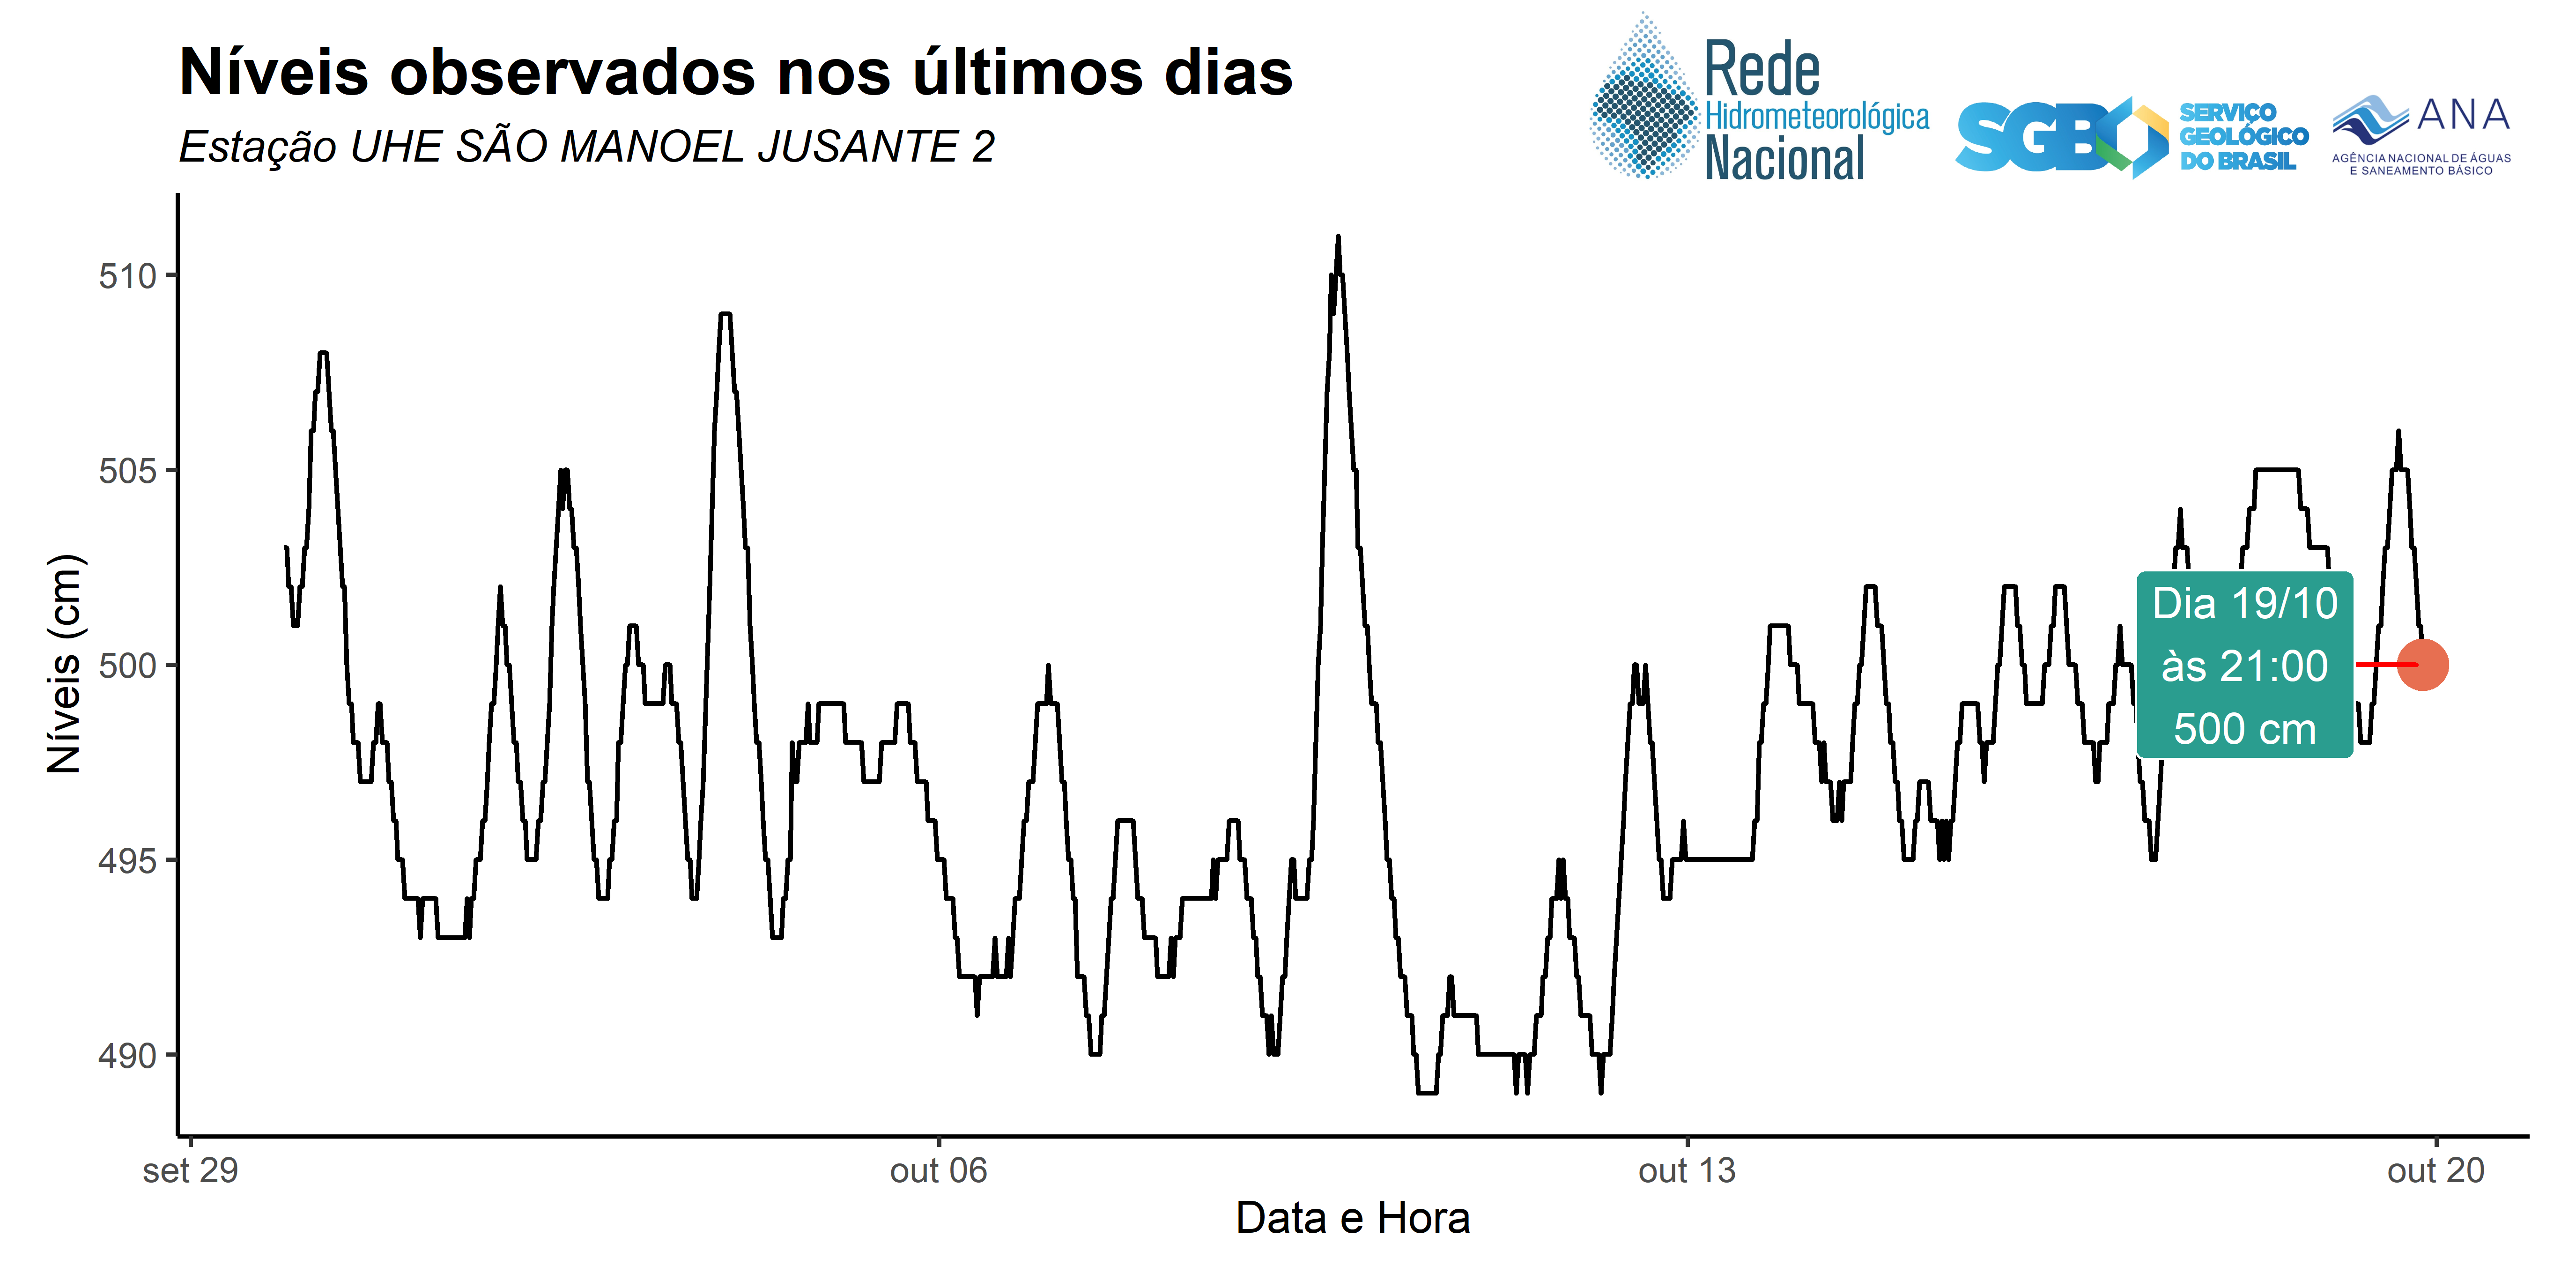 Níveis observados nos últimos dias
Estação UHE SÃO MANOEL JUSANTE 2
Rede
Hidrometeorológica
Nacional
SGB
SERVIÇO
GEOLÓGICO
DO BRASIL
ANA
AGÊNCIA NACIONAL DE ÁGUAS
E SANEAMENTO BÁSICO
Níveis (cm)
510
505
500
495
490
Dia 19/10
às 21:00
500 cm
set 29
out 06
out 13
out 20
Data e Hora